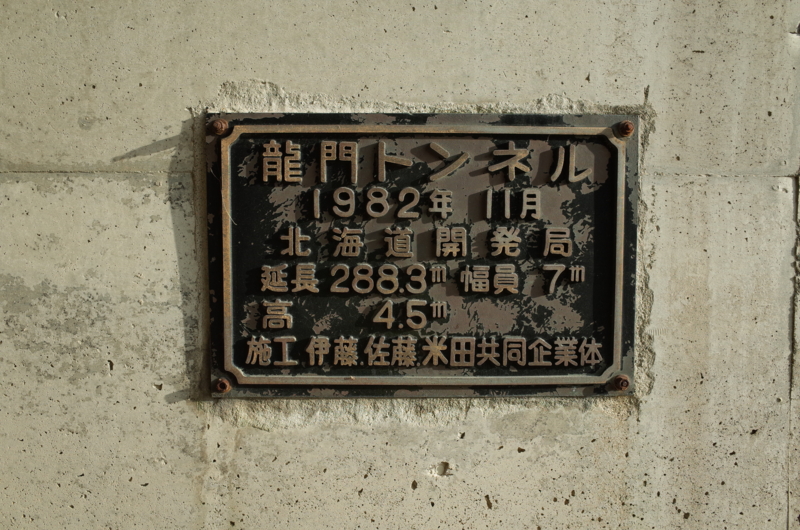 龍門トンネル
1982年 11月
北海道開発局
延長 288.3m 幅員 7m
高 4.5m
施工 伊藤.佐藤.米田共同企業体